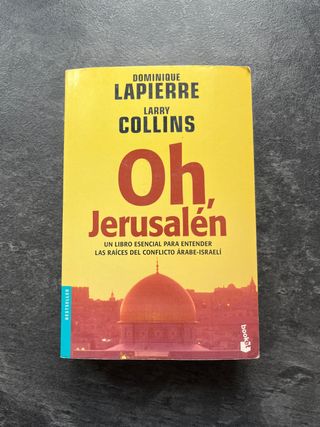 DOMINIQUE
LAPIERRE
LARRY
COLLINS
Oh,
Jerusalén
UN LIBRO ESENCIAL PARA ENTENDER
LAS RAÍCES DEL CONFLICTO ÁRABE-ISRAELÍ
BESTSELLER
booket